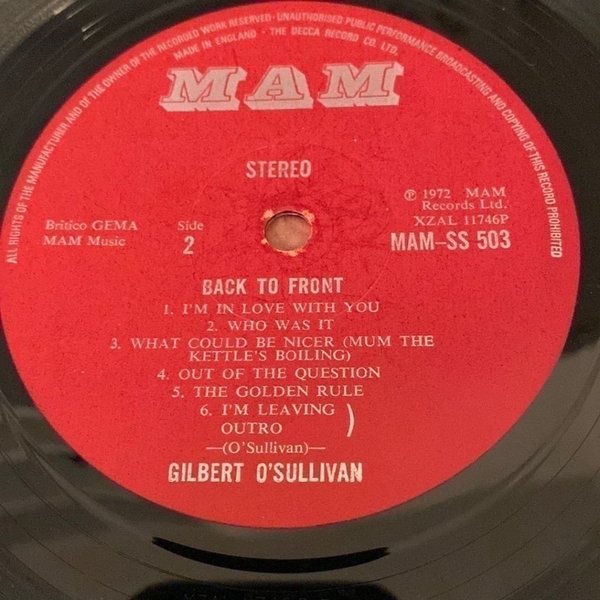 ALL RIGHTS OF THE MANUFACTURER AND OF THE OWNER OF THE RECORDED WORK RESERVED · UNAUTHORISED PUBLIC PERFORMANCE BROADCASTING AND COPYING OF THIS RECORD PROHIBITED
MADE IN ENGLAND · THE DECCA RECORD CO. LTD.
MAM
STEREO
℗ 1972 MAM
Records Ltd.
XZAL 11746P
MAM–SS 503
Britico GEMA
MAM Music
Side
2
BACK TO FRONT
1. I'M IN LOVE WITH YOU
2. WHO WAS IT
3. WHAT COULD BE NICER (MUM THE
KETTLE'S BOILING)
4. OUT OF THE QUESTION
5. THE GOLDEN RULE
6. I'M LEAVING )
OUTRO
—(O'Sullivan)—
GILBERT O'SULLIVAN